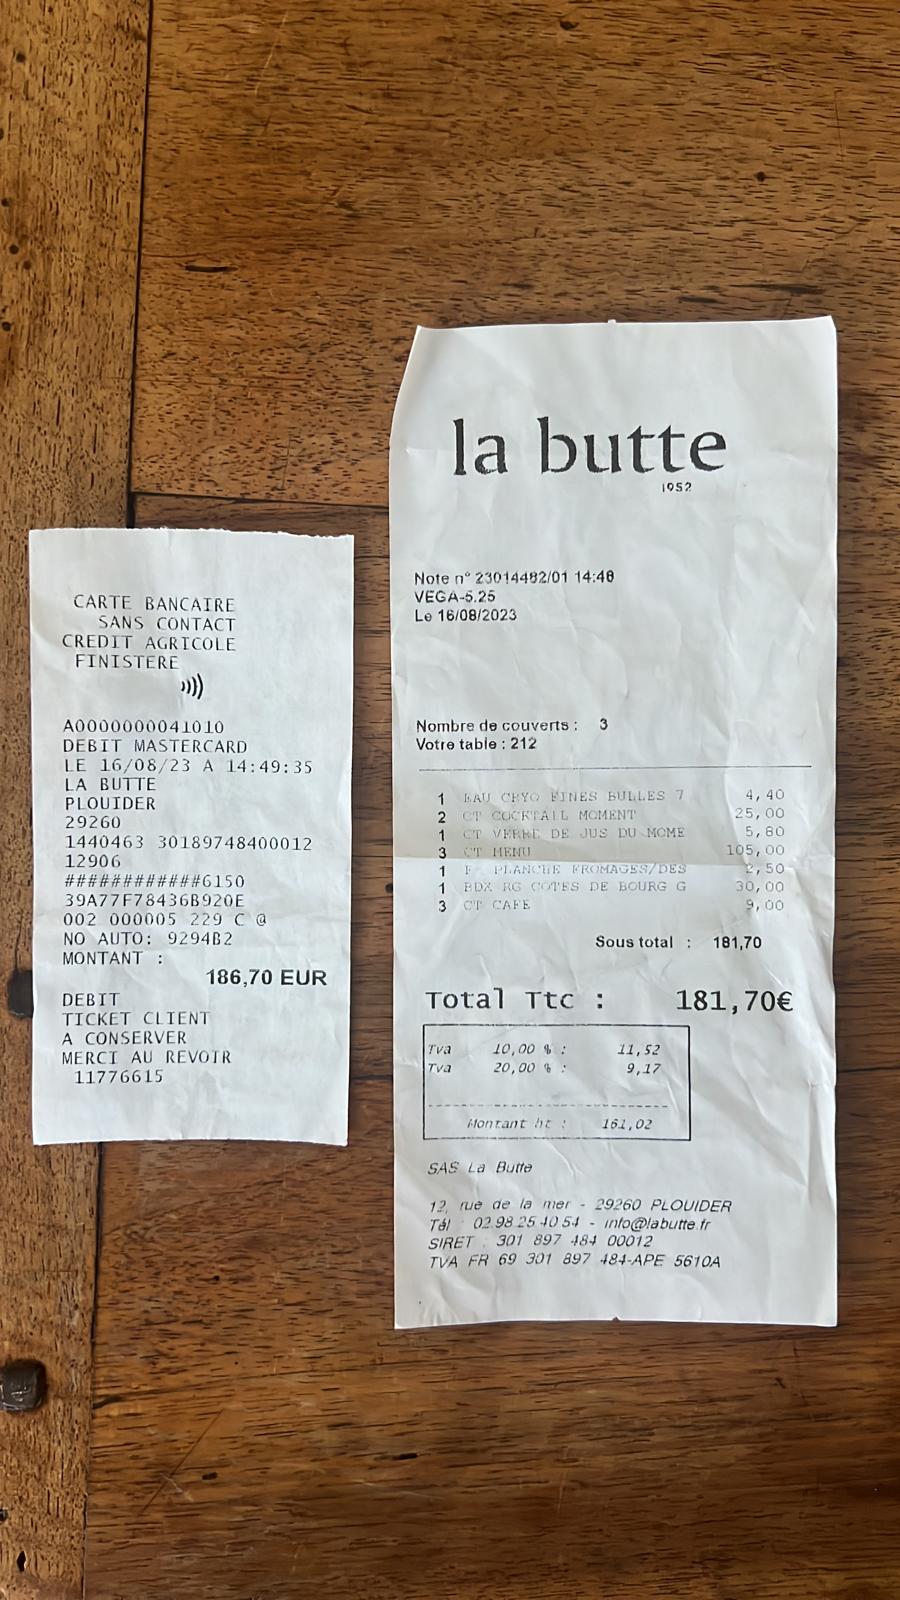 CARTE BANCAIRE
SANS CONTACT
CREDIT AGRICOLE
FINISTERE
A0000000041010
DEBIT MASTERCARD
LE 16/08/23 A 14:49:35
LA BUTTE
PLOUIDER
29260
1440463 30189748400012
12906
############6150
39A77F78436B920E
002 000005 229 C @
NO AUTO: 9294B2
MONTANT :
186,70 EUR
DEBIT
TICKET CLIENT
A CONSERVER
MERCI AU REVOIR
11776615
la butte
1952
Note n° 23014482/01 14:48
VEGA-5.25
Le 16/08/2023
Nombre de couverts : 3
Votre table : 212
1 EAU CRYO FINES BULLES 7 4,40
2 CT COCKTAIL MOMENT 25,00
1 CT VERRE DE JUS DU MOME 5,80
3 CT MENU 105,00
1 PLANCHE FROMAGES/DES 2,50
1 BDX RG COTES DE BOURG G 30,00
3 CT CAFE 9,00
Sous total : 181,70
Total Ttc : 181,70€
Tva 10,00 % : 11,52
Tva 20,00 % : 9,17
Montant ht : 161,02
SAS La Butte
12, rue de la mer - 29260 PLOUIDER
Tél : 02.98 25 40 54 - info@labutte.fr
SIRET : 301 897 484 00012
TVA FR 69 301 897 484-APE 5610A